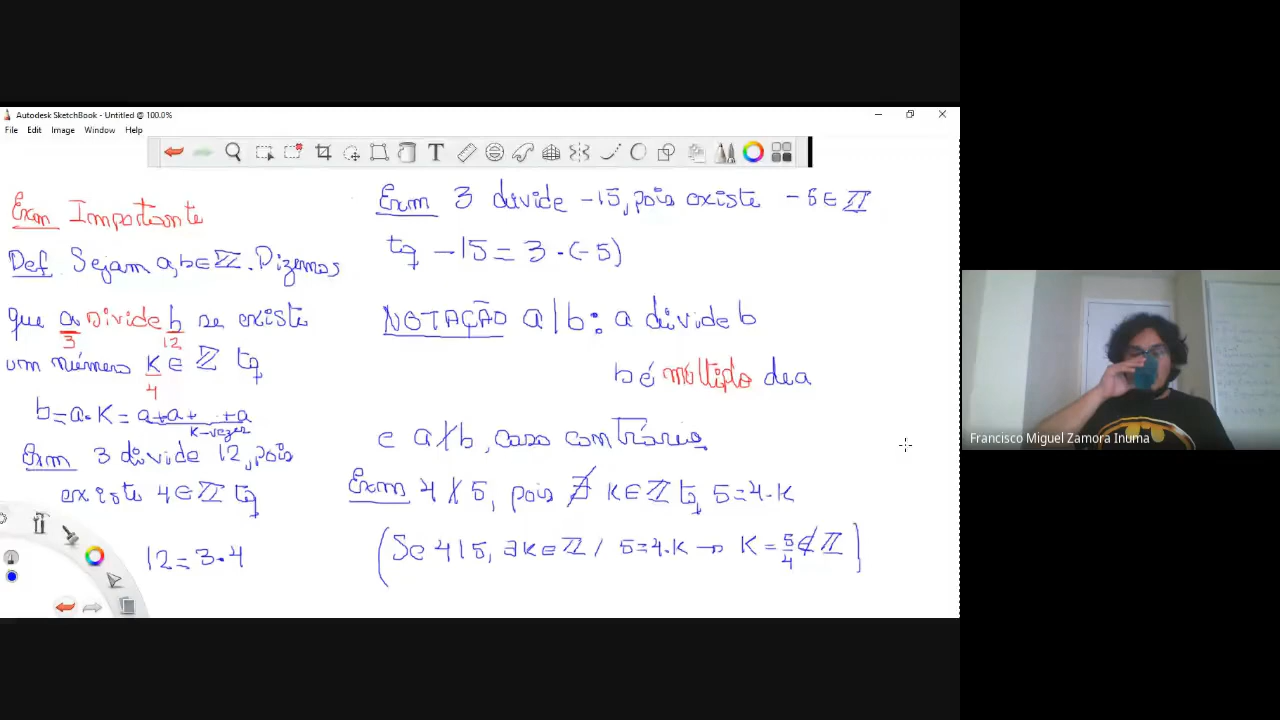 Autodesk SketchBook - Untitled @ 100.0%
File Edit Image Window Help
Exm Importante
Def Sejam a, b ∈ ℤ. Dizemos
que a divide b se existe
3 12
um número K ∈ ℤ tq
4
b = a·K = a+a+ +a
K-vezes
Exm 3 divide 12, pois
existe 4 ∈ ℤ tq
12 = 3·4
Exm 3 divide -15, pois existe -5 ∈ ℤ
tq -15 = 3·(-5)
NOTAÇÃO a|b: a divide b
b é múltiplo de a
e a∤b, caso contrário
Exm 4∤5, pois ∄ K ∈ ℤ tq 5=4·K
(Se 4|5, ∃K∈ℤ / 5=4·K → K = 5/4 ∉ ℤ)
Francisco Miguel Zamora Inuma